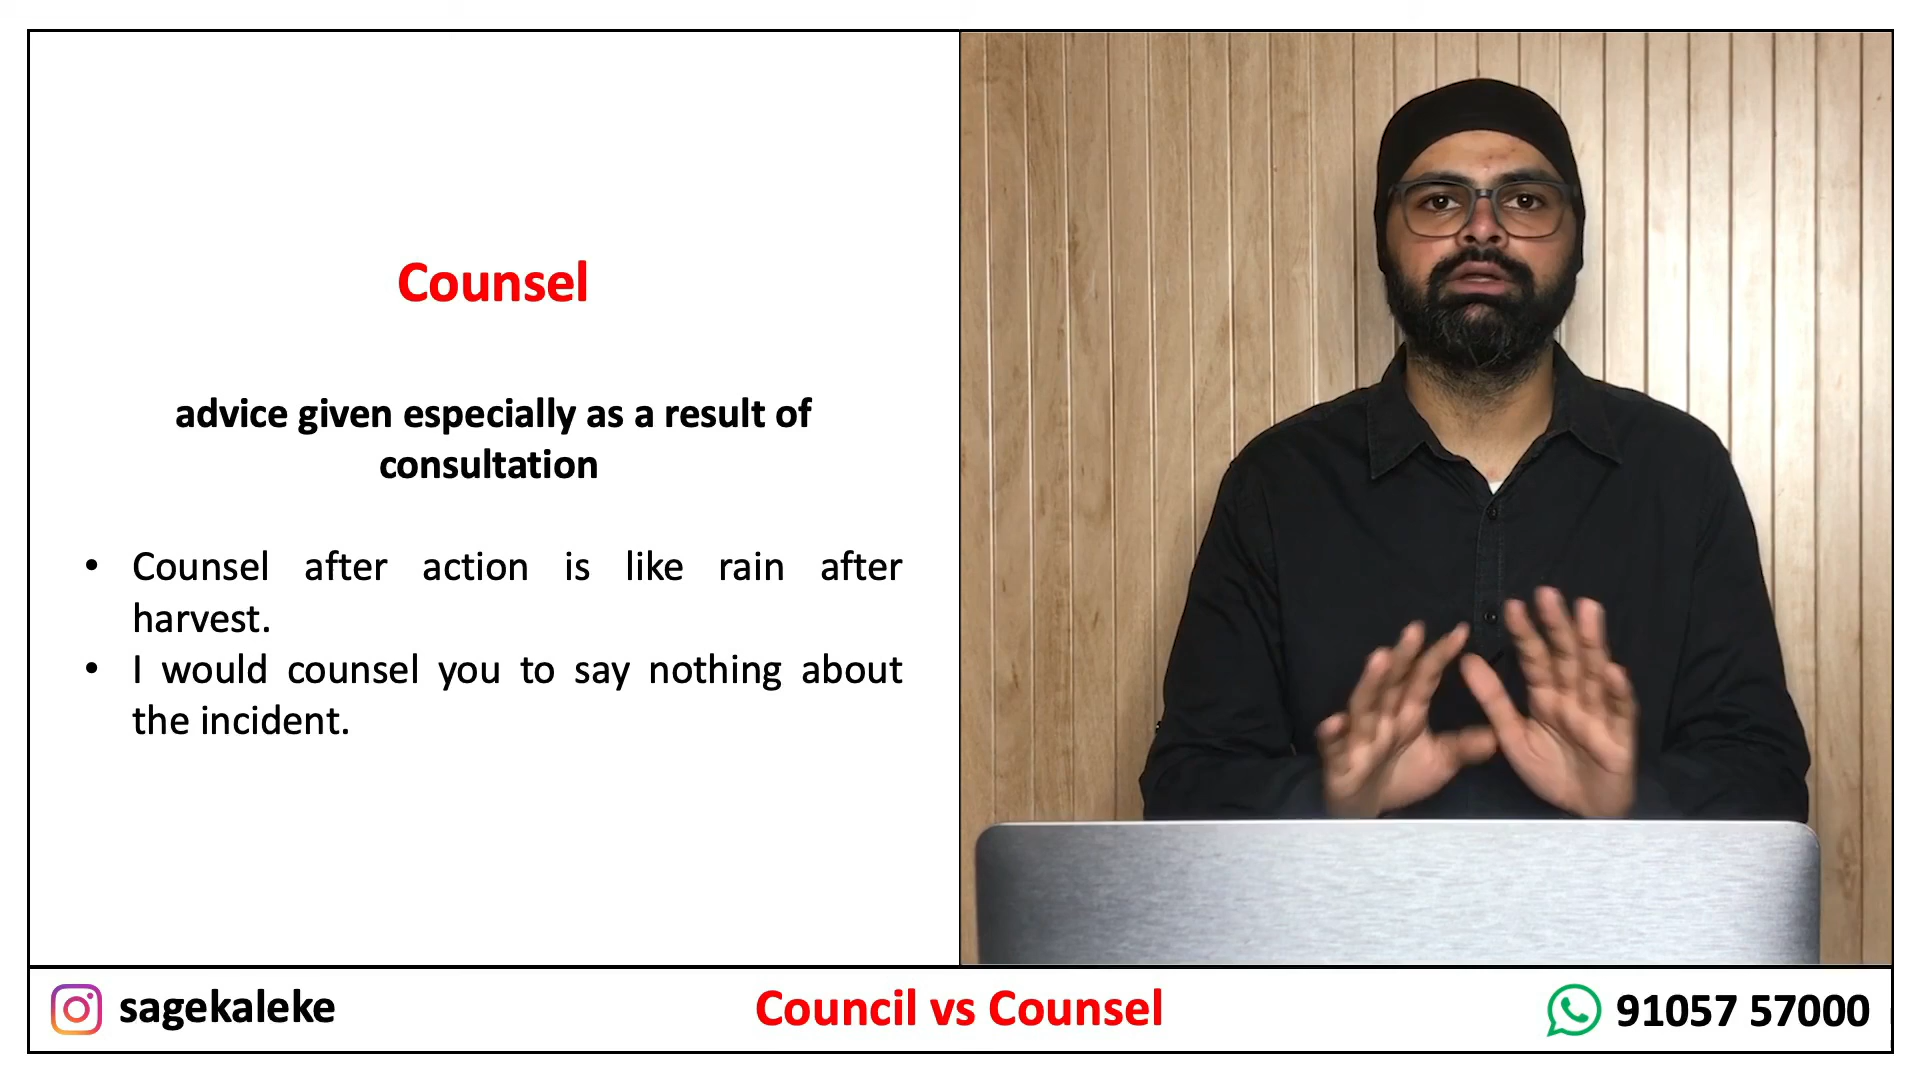 Counsel
advice given especially as a result of
consultation
• Counsel after action is like rain after
harvest.
• I would counsel you to say nothing about
the incident.
sagekaleke
Council vs Counsel
91057 57000